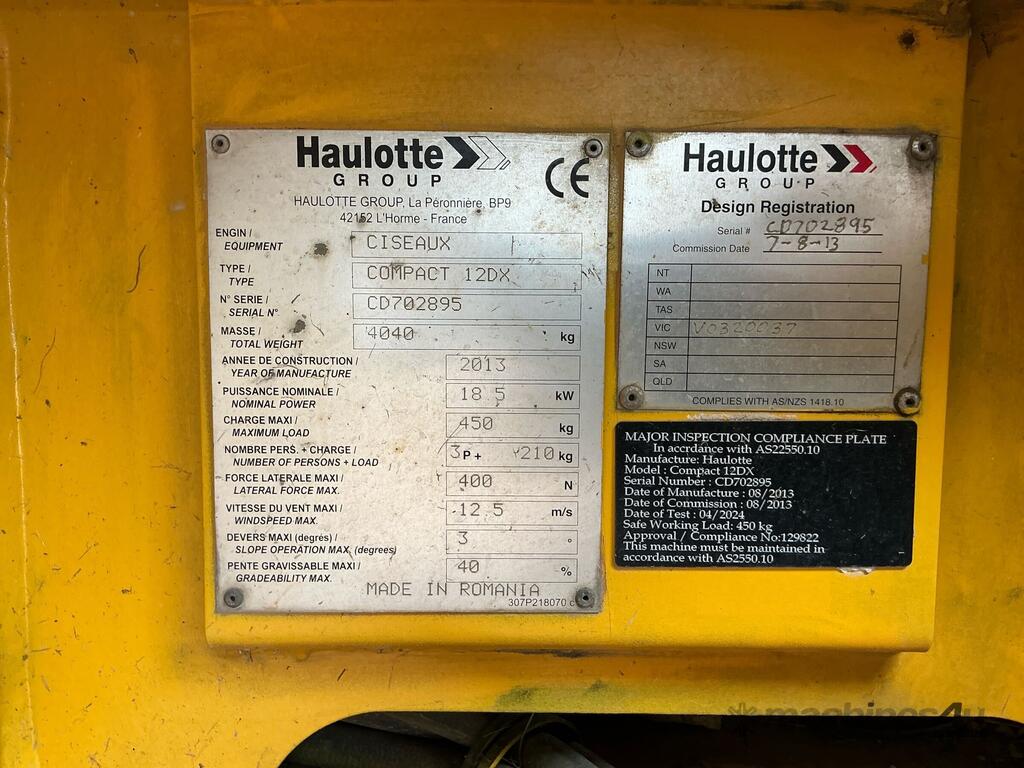 Haulotte
GROUP
CE
HAULOTTE GROUP, La Péronnière, BP9
42152 L'Horme - France
ENGIN /
EQUIPMENT
CISEAUX
TYPE /
TYPE
COMPACT 12DX
N° SERIE /
SERIAL N°
CD702895
MASSE /
TOTAL WEIGHT
4040 kg
ANNEE DE CONSTRUCTION /
YEAR OF MANUFACTURE
2013
PUISSANCE NOMINALE /
NOMINAL POWER
18.5 kW
CHARGE MAXI /
MAXIMUM LOAD
450 kg
NOMBRE PERS. + CHARGE /
NUMBER OF PERSONS + LOAD
3P+ 210 kg
FORCE LATERALE MAXI /
LATERAL FORCE MAX.
400 N
VITESSE DU VENT MAXI /
WINDSPEED MAX.
12.5 m/s
DEVERS MAXI (degrés) /
SLOPE OPERATION MAX. (degrees)
3 °
PENTE GRAVISSABLE MAXI /
GRADEABILITY MAX.
40 %
MADE IN ROMANIA
307P218070 c
Haulotte
GROUP
Design Registration
Serial # CD702895
Commission Date 7-8-13
NT
WA
TAS
VIC V0320037
NSW
SA
QLD
COMPLIES WITH AS/NZS 1418.10
MAJOR INSPECTION COMPLIANCE PLATE
In accrdance with AS22550.10
Manufacture: Haulotte
Model : Compact 12DX
Serial Number : CD702895
Date of Manufacture : 08/2013
Date of Commission : 08/2013
Date of Test : 04/2024
Safe Working Load: 450 kg
Approval / Compliance No:129822
This machine must be maintained in
accordance with AS2550.10
machines4u